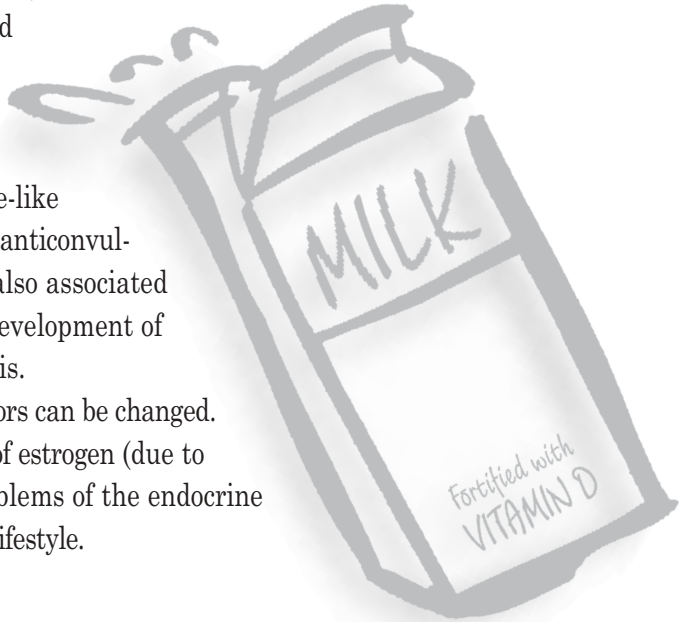 d
e-like
anticonvul-
also associated
evelopment of
is.
ors can be changed.
of estrogen (due to
blems of the endocrine
ifestyle.
MILK
Fortified with
VITAMIN D